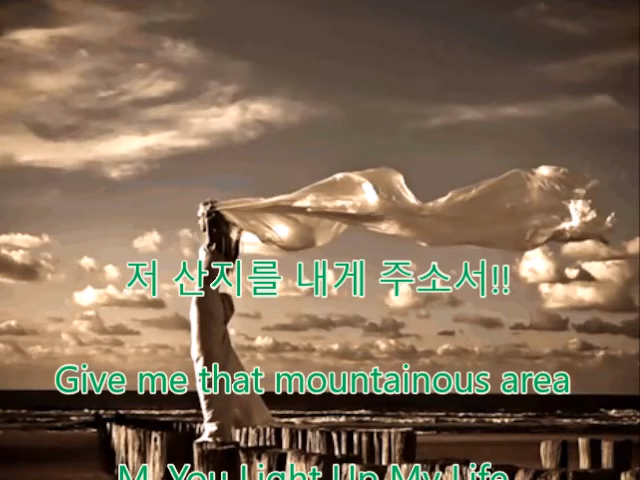 저 산지를 내게 주소서!!
Give me that mountainous area
M. You Light Up My Life